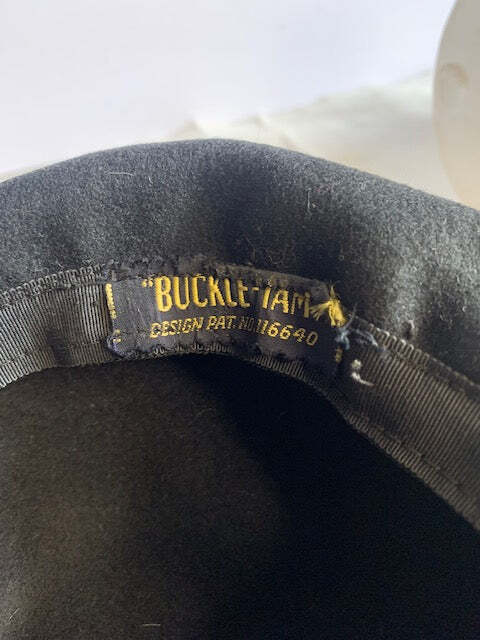 "BUCKLE-TAM
DESIGN PAT. NO. 116640